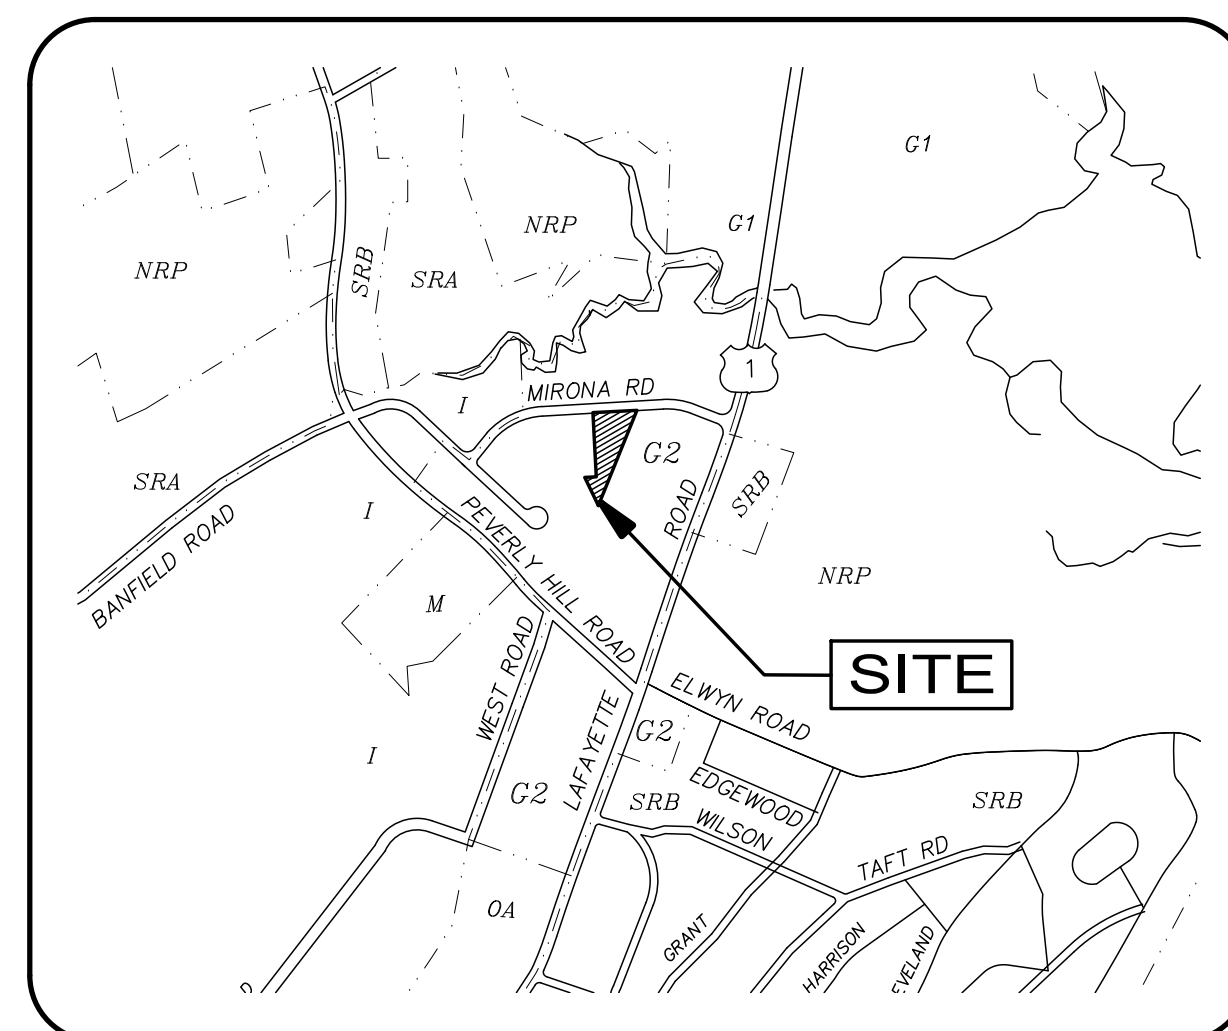 G1
NRP
G1
NRP
SRB
SRA
1
MIRONA RD
I
G2
SRA
SRB
ROAD
I
PEVERLY HILL ROAD
BANFIELD ROAD
NRP
M
SITE
WEST ROAD
ELWYN ROAD
LAFAYETTE
G2
I
EDGEWOOD
G2
SRB
SRB
WILSON
TAFT RD
OA
GRANT
HARRISON
EVELAND
D